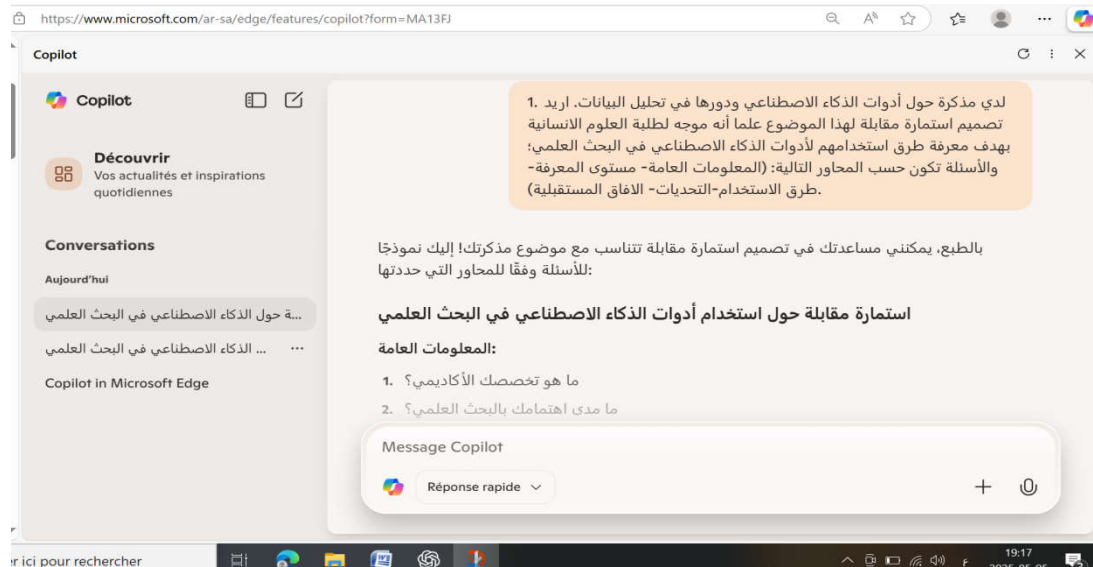 https://www.microsoft.com/ar-sa/edge/features/copilot?form=MA13FJ
Copilot
Copilot
Découvrir
Vos actualités et inspirations
quotidiennes
Conversations
Aujourd'hui
ـة حول الذكاء الاصطناعي في البحث العلمي...
... الذكاء الاصطناعي في البحث العلمي
Copilot in Microsoft Edge
1. لدي مذكرة حول أدوات الذكاء الاصطناعي ودورها في تحليل البيانات. اريد
تصميم استمارة مقابلة لهذا الموضوع علما أنه موجه لطلبة العلوم الانسانية
بهدف معرفة طرق استخدامهم لأدوات الذكاء الاصطناعي في البحث العلمي؛
والأسئلة تكون حسب المحاور التالية: (المعلومات العامة- مستوى المعرفة-
طرق الاستخدام-التحديات- الافاق المستقبلية).
بالطبع، يمكنني مساعدتك في تصميم استمارة مقابلة تتناسب مع موضوع مذكرتك! إليك نموذجًا
للأسئلة وفقًا للمحاور التي حددتها:
استمارة مقابلة حول استخدام أدوات الذكاء الاصطناعي في البحث العلمي
المعلومات العامة:
1. ما هو تخصصك الأكاديمي؟
2. ما مدى اهتمامك بالبحث العلمي؟
Message Copilot
Réponse rapide
er ici pour rechercher
ع
19:17
2025-05-05